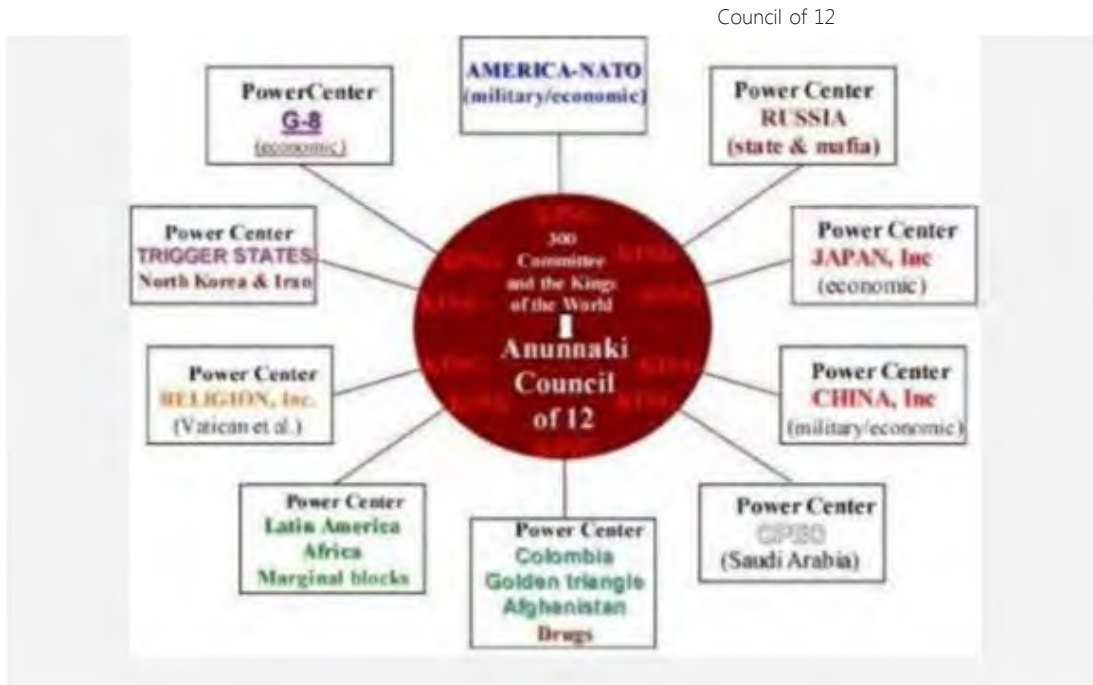 Council of 12
AMERICA-NATO
(military/economic)
PowerCenter
G-8
(economic)
Power Center
RUSSIA
(state & mafia)
Power Center
TRIGGER STATES
North Korea & Iran
300
Committee
and the Kings
of the World
Anunnaki
Council
of 12
Power Center
JAPAN, Inc
(economic)
Power Center
RELIGION, Inc.
(Vatican et al.)
Power Center
CHINA, Inc
(military/economic)
Power Center
Latin America
Africa
Marginal blocks
Power Center
Colombia
Golden triangle
Afghanistan
Drugs
Power Center
OPEC
(Saudi Arabia)